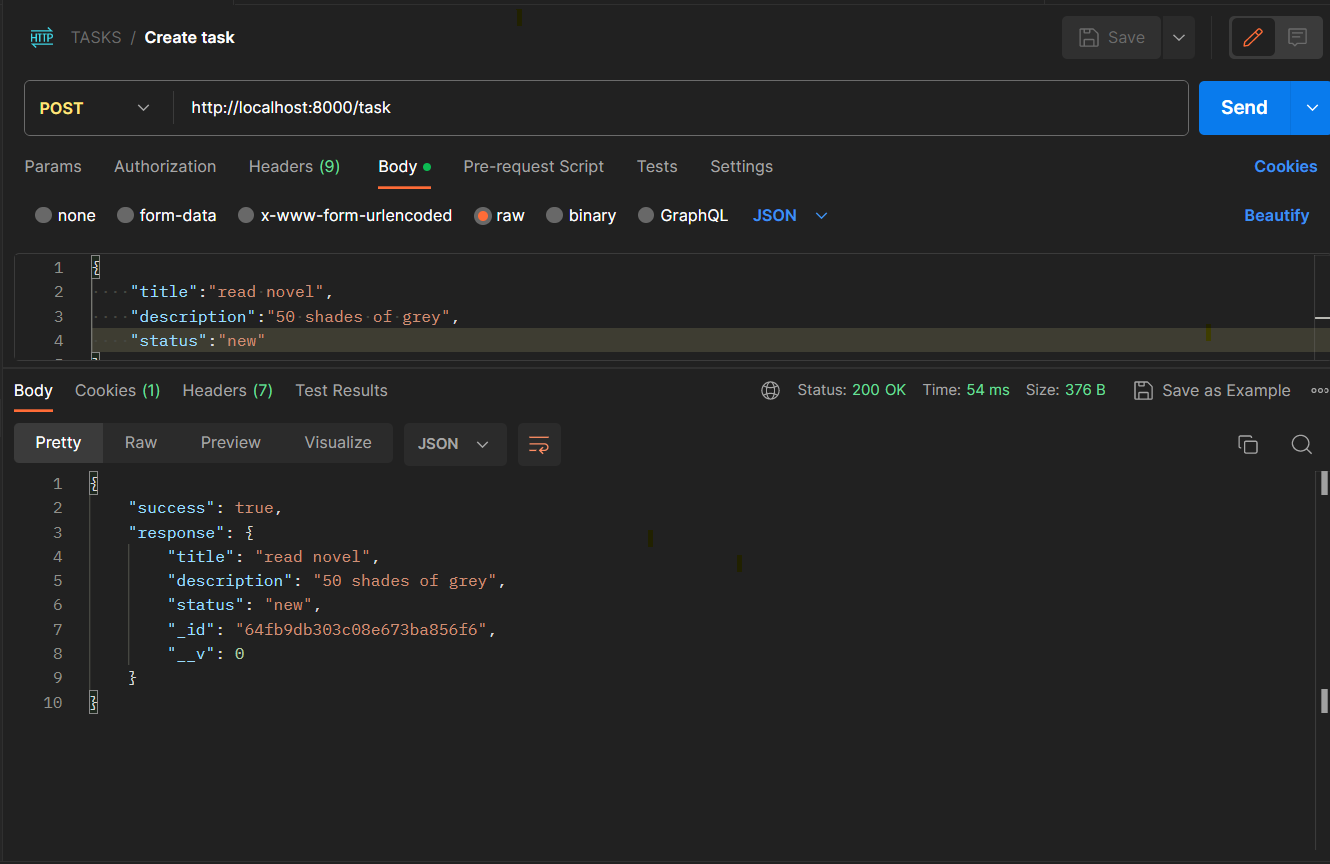 HTTP TASKS / Create task Save
POST http://localhost:8000/task Send
Params Authorization Headers (9) Body Pre-request Script Tests Settings Cookies
none form-data x-www-form-urlencoded raw binary GraphQL JSON Beautify
1 {
2 "title":"read novel",
3 "description":"50 shades of grey",
4 "status":"new"
Body Cookies (1) Headers (7) Test Results Status: 200 OK Time: 54 ms Size: 376 B Save as Example
Pretty Raw Preview Visualize JSON
1 {
2 "success": true,
3 "response": {
4 "title": "read novel",
5 "description": "50 shades of grey",
6 "status": "new",
7 "_id": "64fb9db303c08e673ba856f6",
8 "__v": 0
9 }
10 }